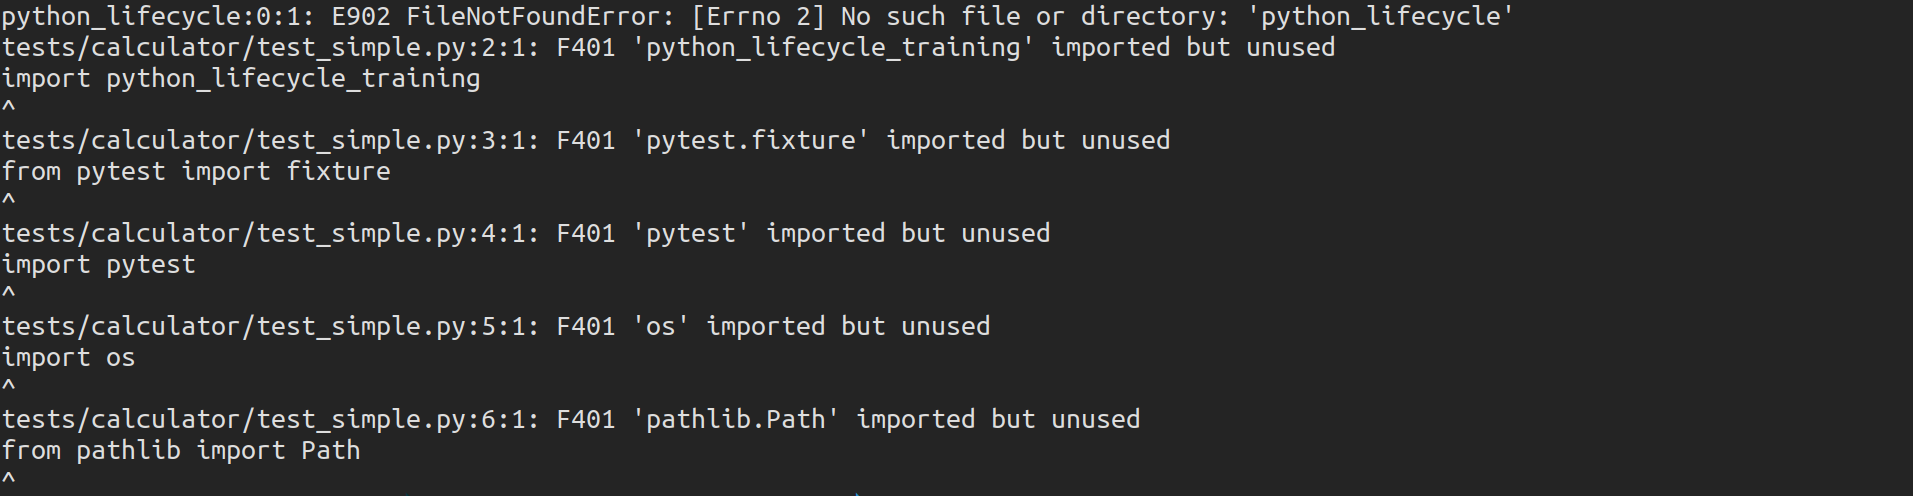 python_lifecycle:0:1: E902 FileNotFoundError: [Errno 2] No such file or directory: 'python_lifecycle'
tests/calculator/test_simple.py:2:1: F401 'python_lifecycle_training' imported but unused
import python_lifecycle_training
^
tests/calculator/test_simple.py:3:1: F401 'pytest.fixture' imported but unused
from pytest import fixture
^
tests/calculator/test_simple.py:4:1: F401 'pytest' imported but unused
import pytest
^
tests/calculator/test_simple.py:5:1: F401 'os' imported but unused
import os
^
tests/calculator/test_simple.py:6:1: F401 'pathlib.Path' imported but unused
from pathlib import Path
^